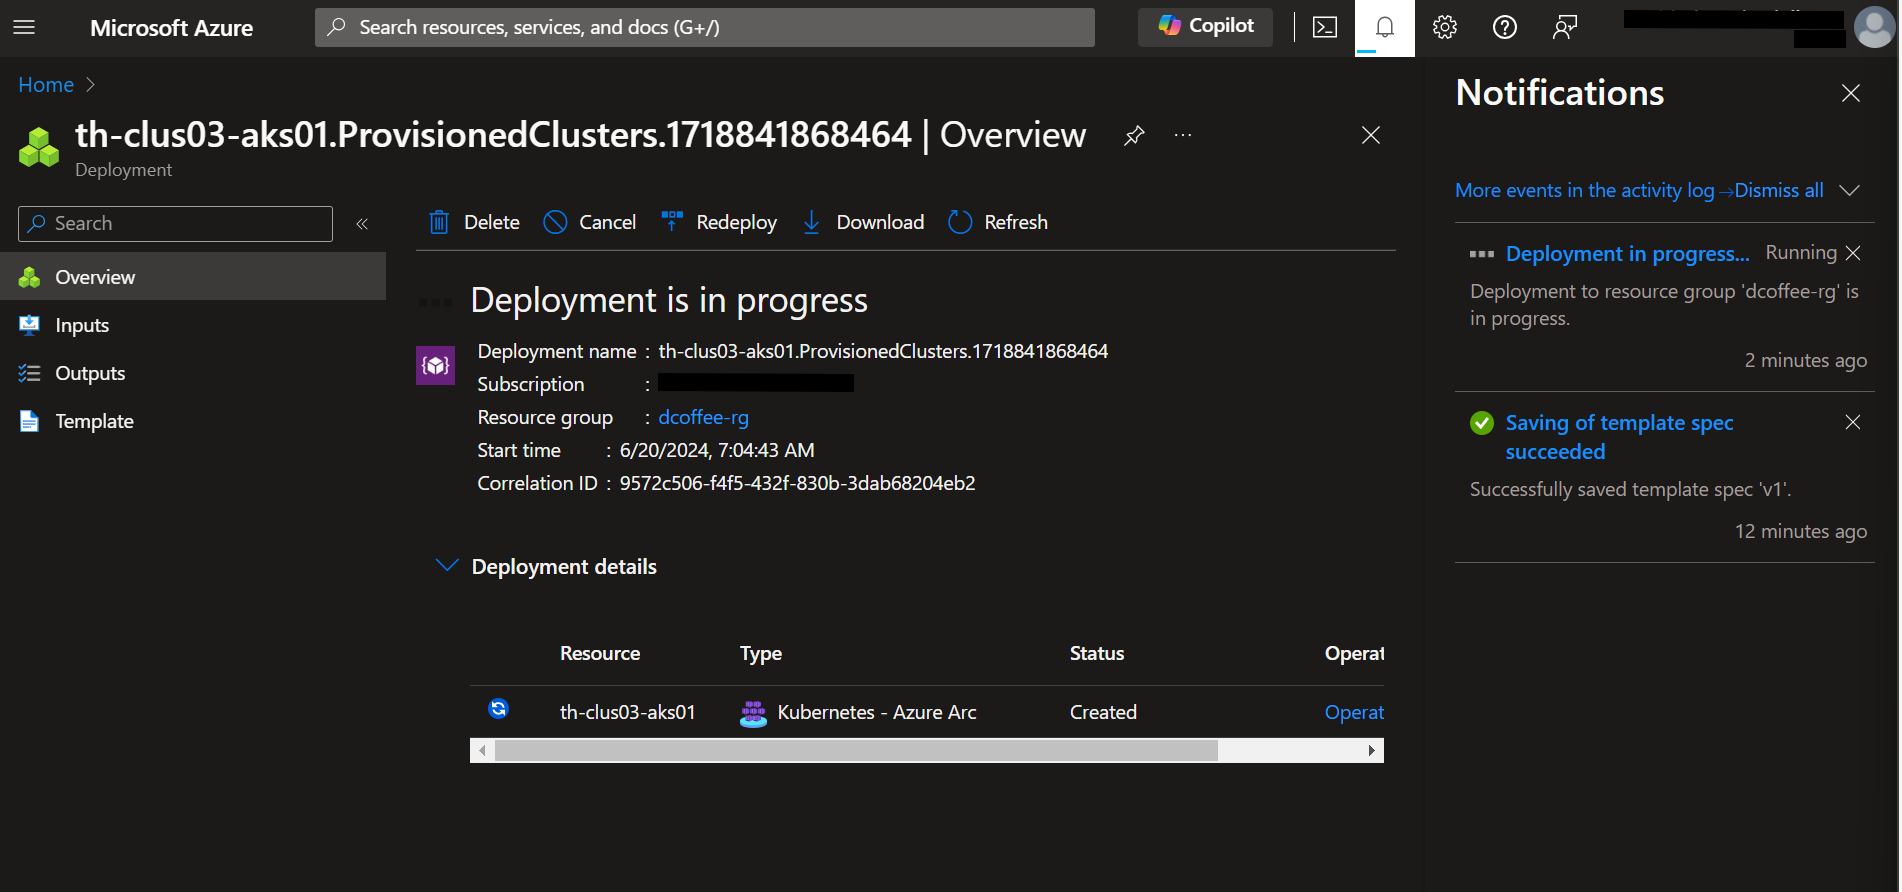 Microsoft Azure
Search resources, services, and docs (G+/)
Copilot
Home
th-clus03-aks01.ProvisionedClusters.1718841868464 | Overview
Deployment
Search
Overview
Inputs
Outputs
Template
Delete
Cancel
Redeploy
Download
Refresh
Deployment is in progress
Deployment name : th-clus03-aks01.ProvisionedClusters.1718841868464
Subscription :
Resource group : dcoffee-rg
Start time : 6/20/2024, 7:04:43 AM
Correlation ID : 9572c506-f4f5-432f-830b-3dab68204eb2
Deployment details
Resource Type Status Operat
th-clus03-aks01 Kubernetes - Azure Arc Created Operat
Notifications
More events in the activity log → Dismiss all
Deployment in progress... Running
Deployment to resource group 'dcoffee-rg' is
in progress.
2 minutes ago
Saving of template spec
succeeded
Successfully saved template spec 'v1'.
12 minutes ago